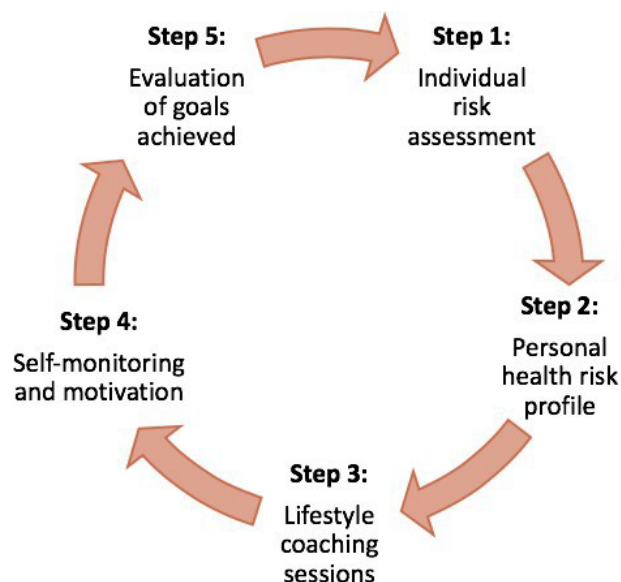 Step 1:
Individual
risk
assessment
Step 2:
Personal
health risk
profile
Step 3:
Lifestyle
coaching
sessions
Step 4:
Self-monitoring
and motivation
Step 5:
Evaluation
of goals
achieved